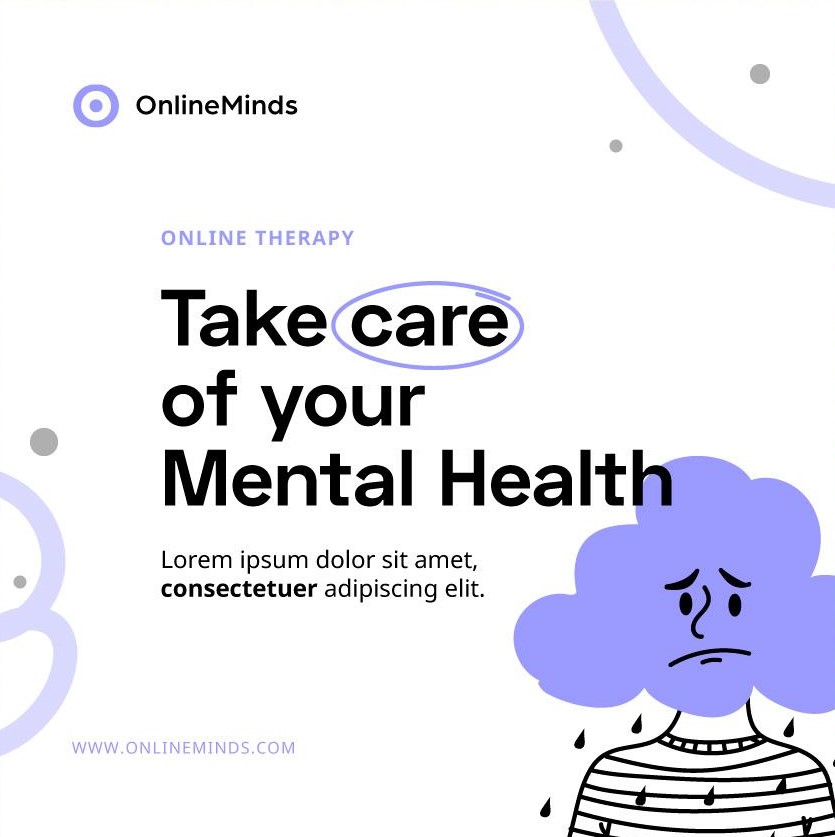 OnlineMinds
ONLINE THERAPY
Take care
of your
Mental Health
Lorem ipsum dolor sit amet,
consectetuer adipiscing elit.
WWW.ONLINEMINDS.COM